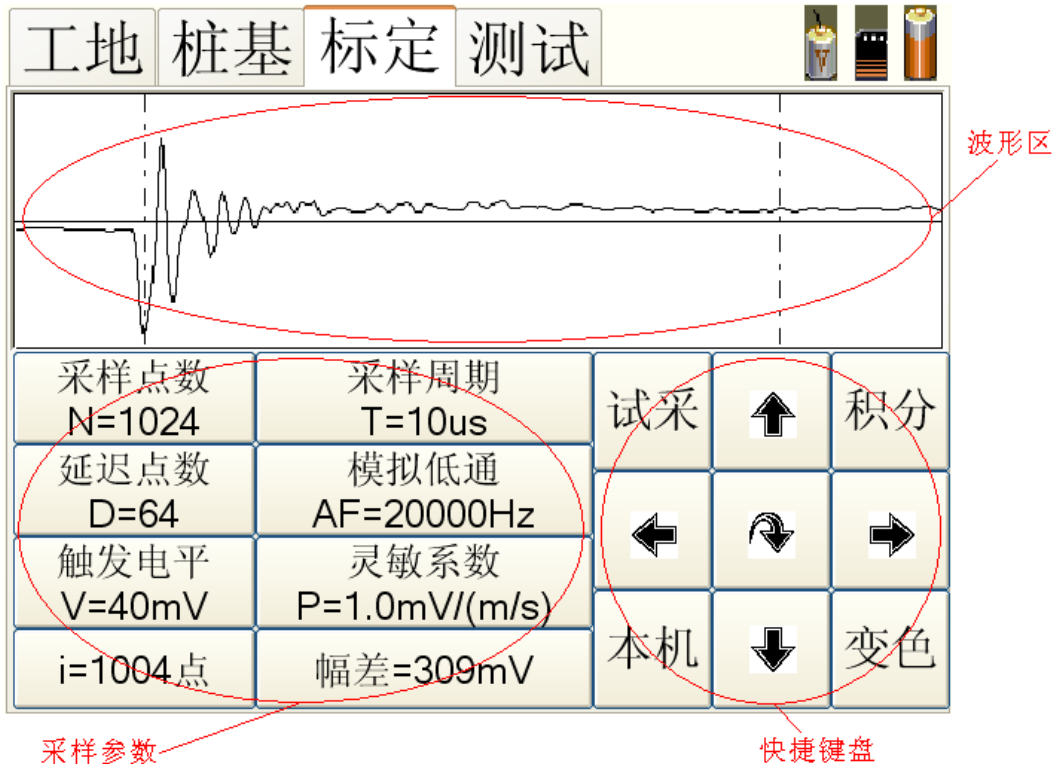 工地 桩基 标定 测试
波形区
采样点数 采样周期
N=1024 T=10us
试采 积分
延迟点数 模拟低通
D=64 AF=20000Hz
触发电平 灵敏系数
V=40mV P=1.0mV/(m/s)
本机 变色
i=1004点 幅差=309mV
采样参数 快捷键盘